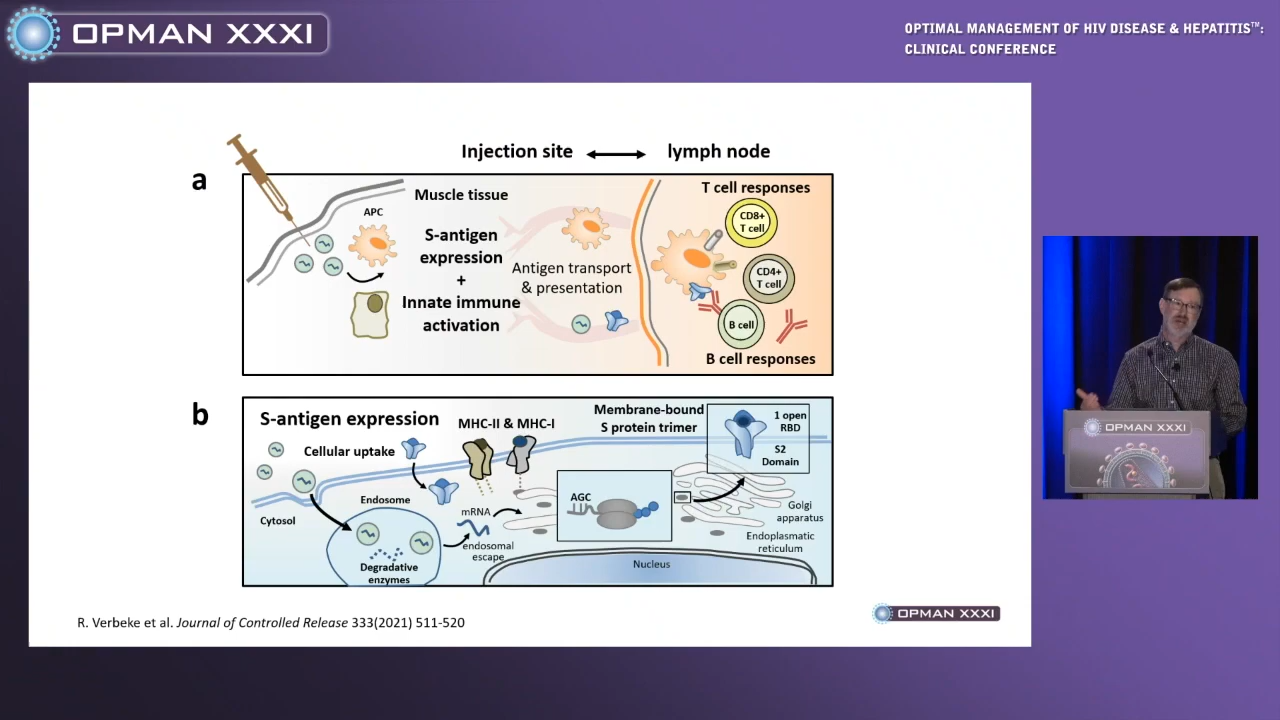 OPMAN XXXI
OPTIMAL MANAGEMENT OF HIV DISEASE & HEPATITIS™:
CLINICAL CONFERENCE
Injection site
lymph node
a
Muscle tissue
APC
S-antigen
expression
+
Innate immune
activation
Antigen transport
& presentation
T cell responses
CD8+
T cell
CD4+
T cell
B cell
B cell responses
b
S-antigen expression
Cellular uptake
MHC-II & MHC-I
Membrane-bound
S protein trimer
1 open
RBD
S2
Domain
Cytosol
Endosome
Degradative
enzymes
mRNA
endosomal
escape
AGC
Golgi
apparatus
Endoplasmatic
reticulum
Nucleus
R. Verbeke et al. Journal of Controlled Release 333(2021) 511-520
OPMAN XXXI
OPMAN XXXI